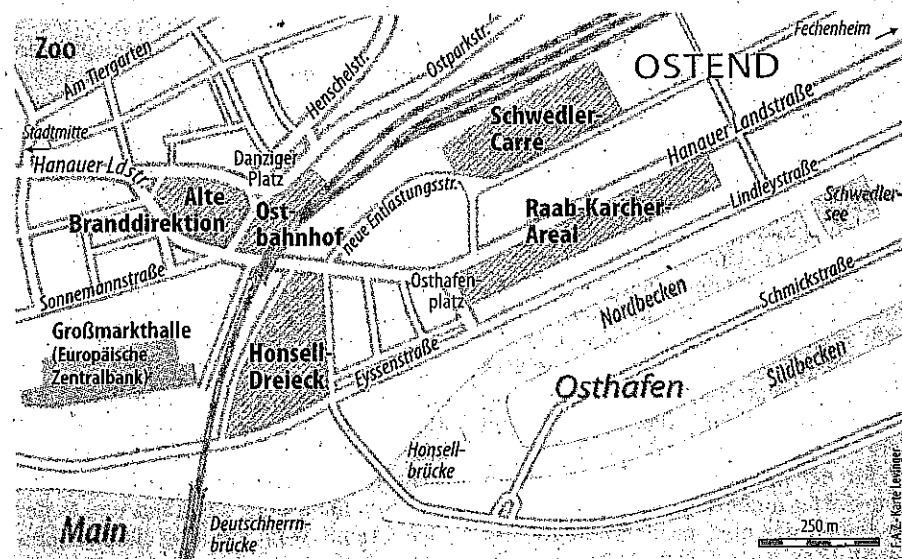 Zoo
Am Tiergarten
Henschelstr.
Ostparkstr.
Fechenheim
OSTEND
Stadtmitte
Hanauer Ldstr.
Danziger
Platz
Schwedler-
Carre
Hanauer Landstraße
Alte
Branddirektion
Ost-
bahnhof
neue Entlastungsstr.
Raab-Karcher-
Areal
Lindleystraße
Schwedler-
see
Sonnemannstraße
Osthafen
platz
Nordbecken
Schmickstraße
Großmarkthalle
(Europäische
Zentralbank)
Honsell-
Dreieck
Eyssenstraße
Osthafen
Südbecken
Honsell-
brücke
Main
Deutschherrn-
brücke
250 m
F.A.Z.-Karte Levinger